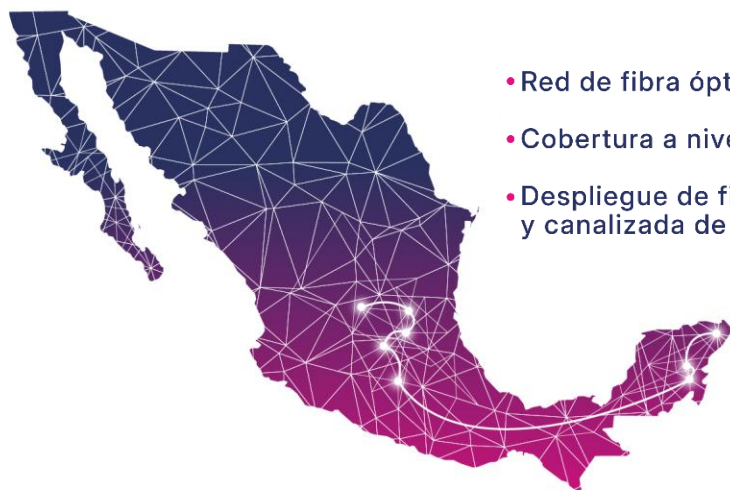 • Red de fibra
• Cobertura a
• Despliegue de
y canalizada de